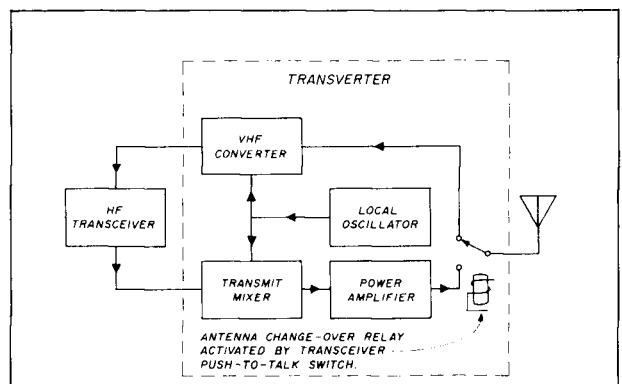 TRANSVERTER
VHF
CONVERTER
HF
TRANSCEIVER
LOCAL
OSCILLATOR
TRANSMIT
MIXER
POWER
AMPLIFIER
ANTENNA CHANGE-OVER RELAY
ACTIVATED BY TRANSCEIVER
PUSH-TO-TALK SWITCH.